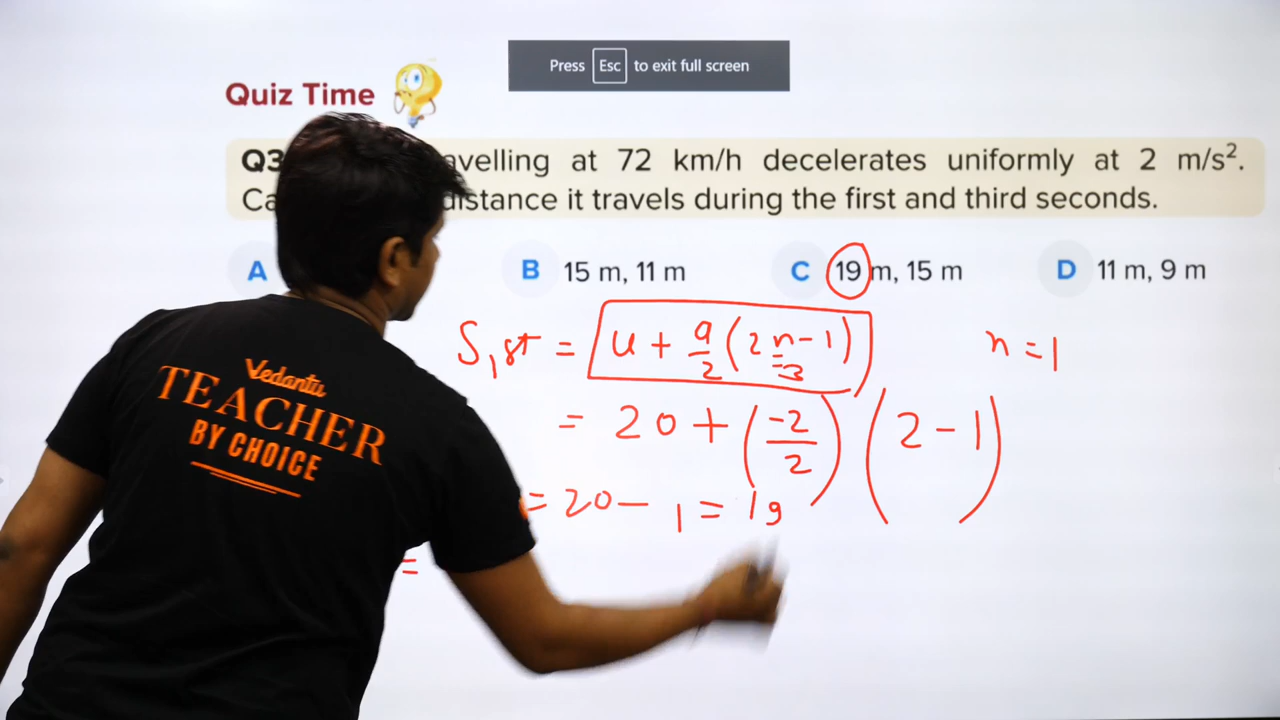 Press Esc to exit full screen
Quiz Time
Q3 avelling at 72 km/h decelerates uniformly at 2 m/s².
Ca distance it travels during the first and third seconds.
A
B 15 m, 11 m
C 19 m, 15 m
D 11 m, 9 m
S₁st = u + a/2 (2n - 1)
n = 1
= 3
= 20 + (-2/2) (2 - 1)
= 20 - 1 = 19
=
Vedantu
TEACHER
BY CHOICE